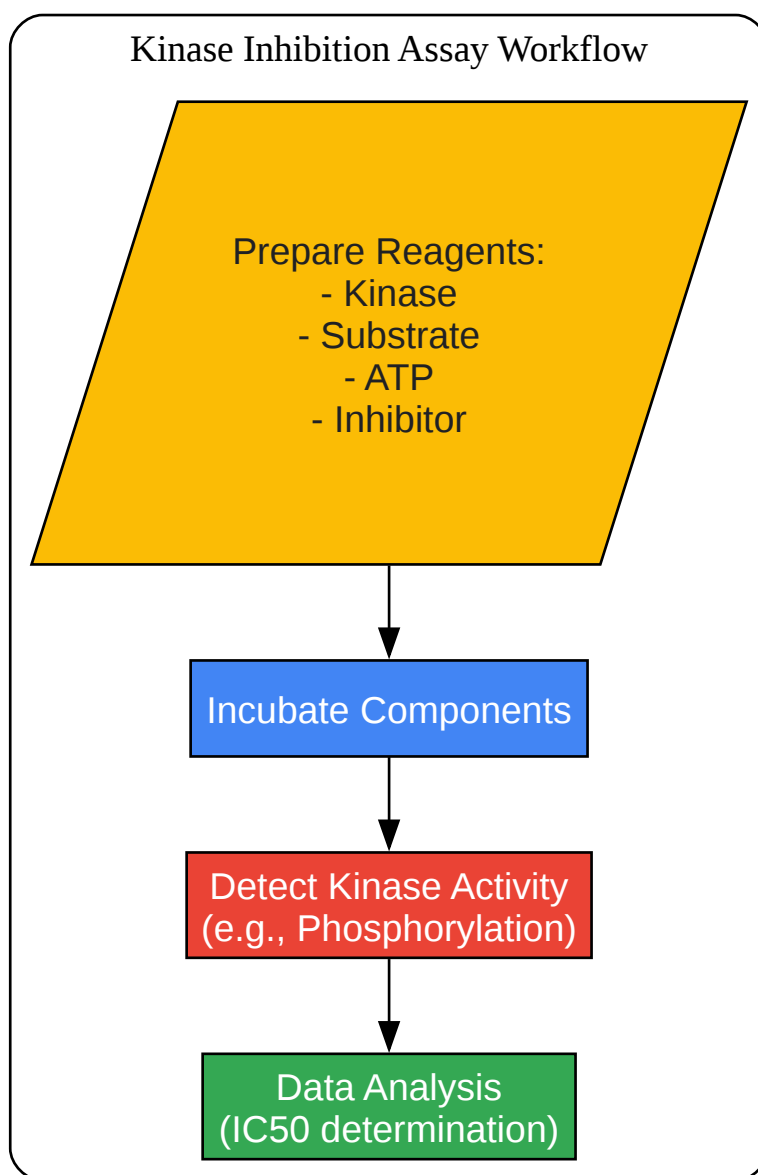 Kinase Inhibition Assay Workflow
Prepare Reagents:
- Kinase
- Substrate
- ATP
- Inhibitor
Incubate Components
Detect Kinase Activity
(e.g., Phosphorylation)
Data Analysis
(IC50 determination)